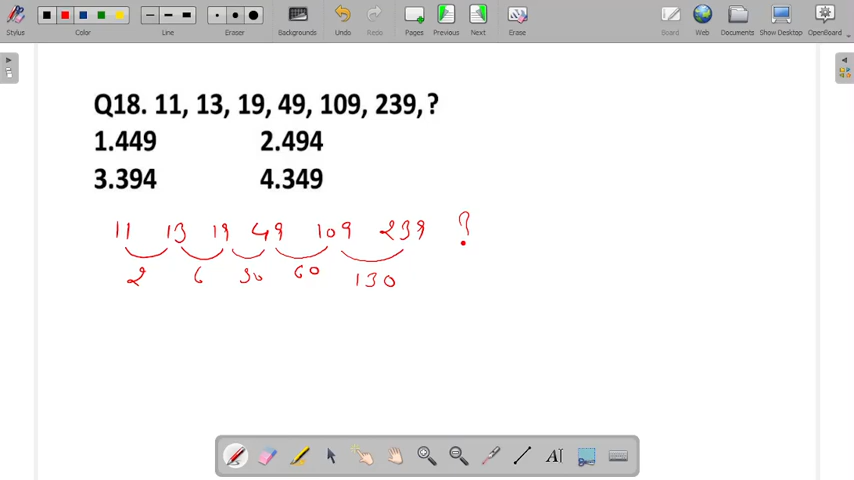 Stylus Color Line Eraser Backgrounds Undo Redo Pages Previous Next Erase Board Web Documents Show Desktop OpenBoard
Q18. 11, 13, 19, 49, 109, 239, ?
1.449 2.494
3.394 4.349
11 13 19 49 109 239 ?
2 6 30 60 130